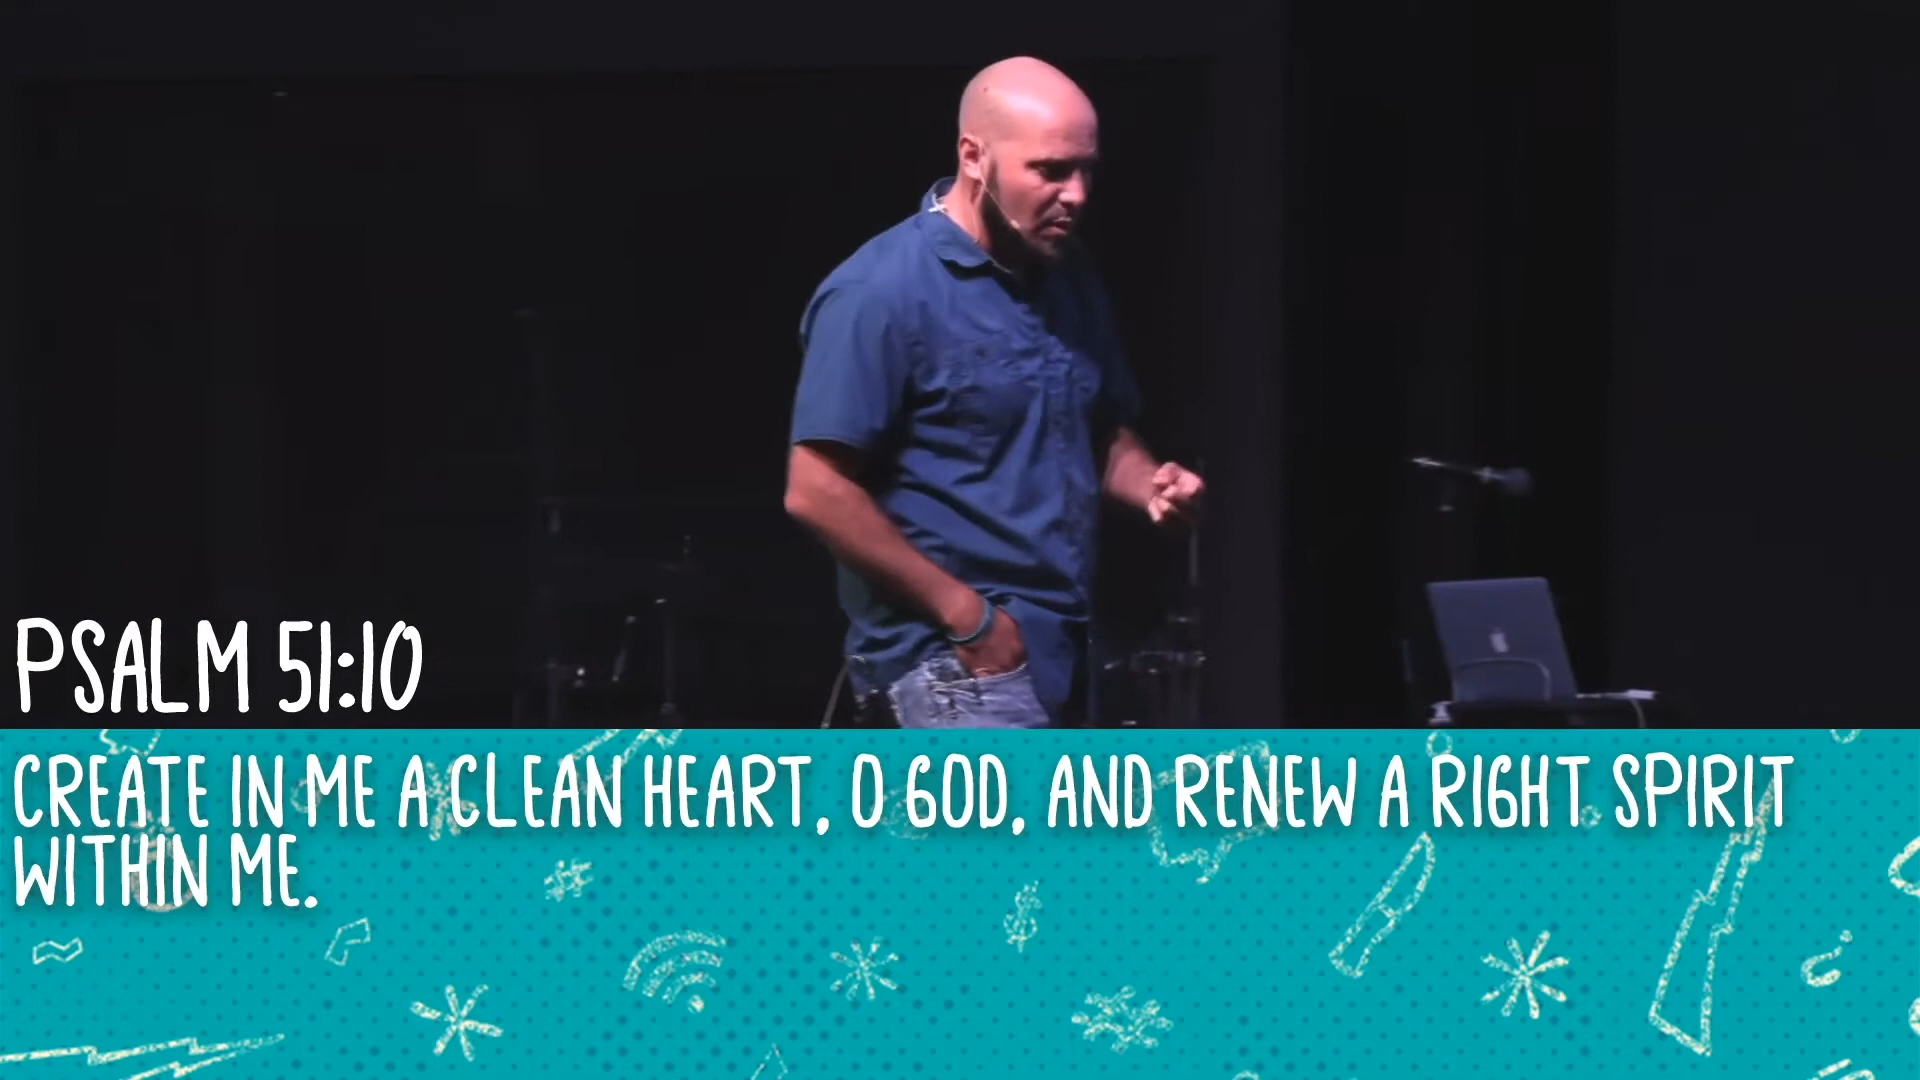 PSALM 51:10
CREATE IN ME A CLEAN HEART, O GOD, AND RENEW A RIGHT SPIRIT
WITHIN ME.